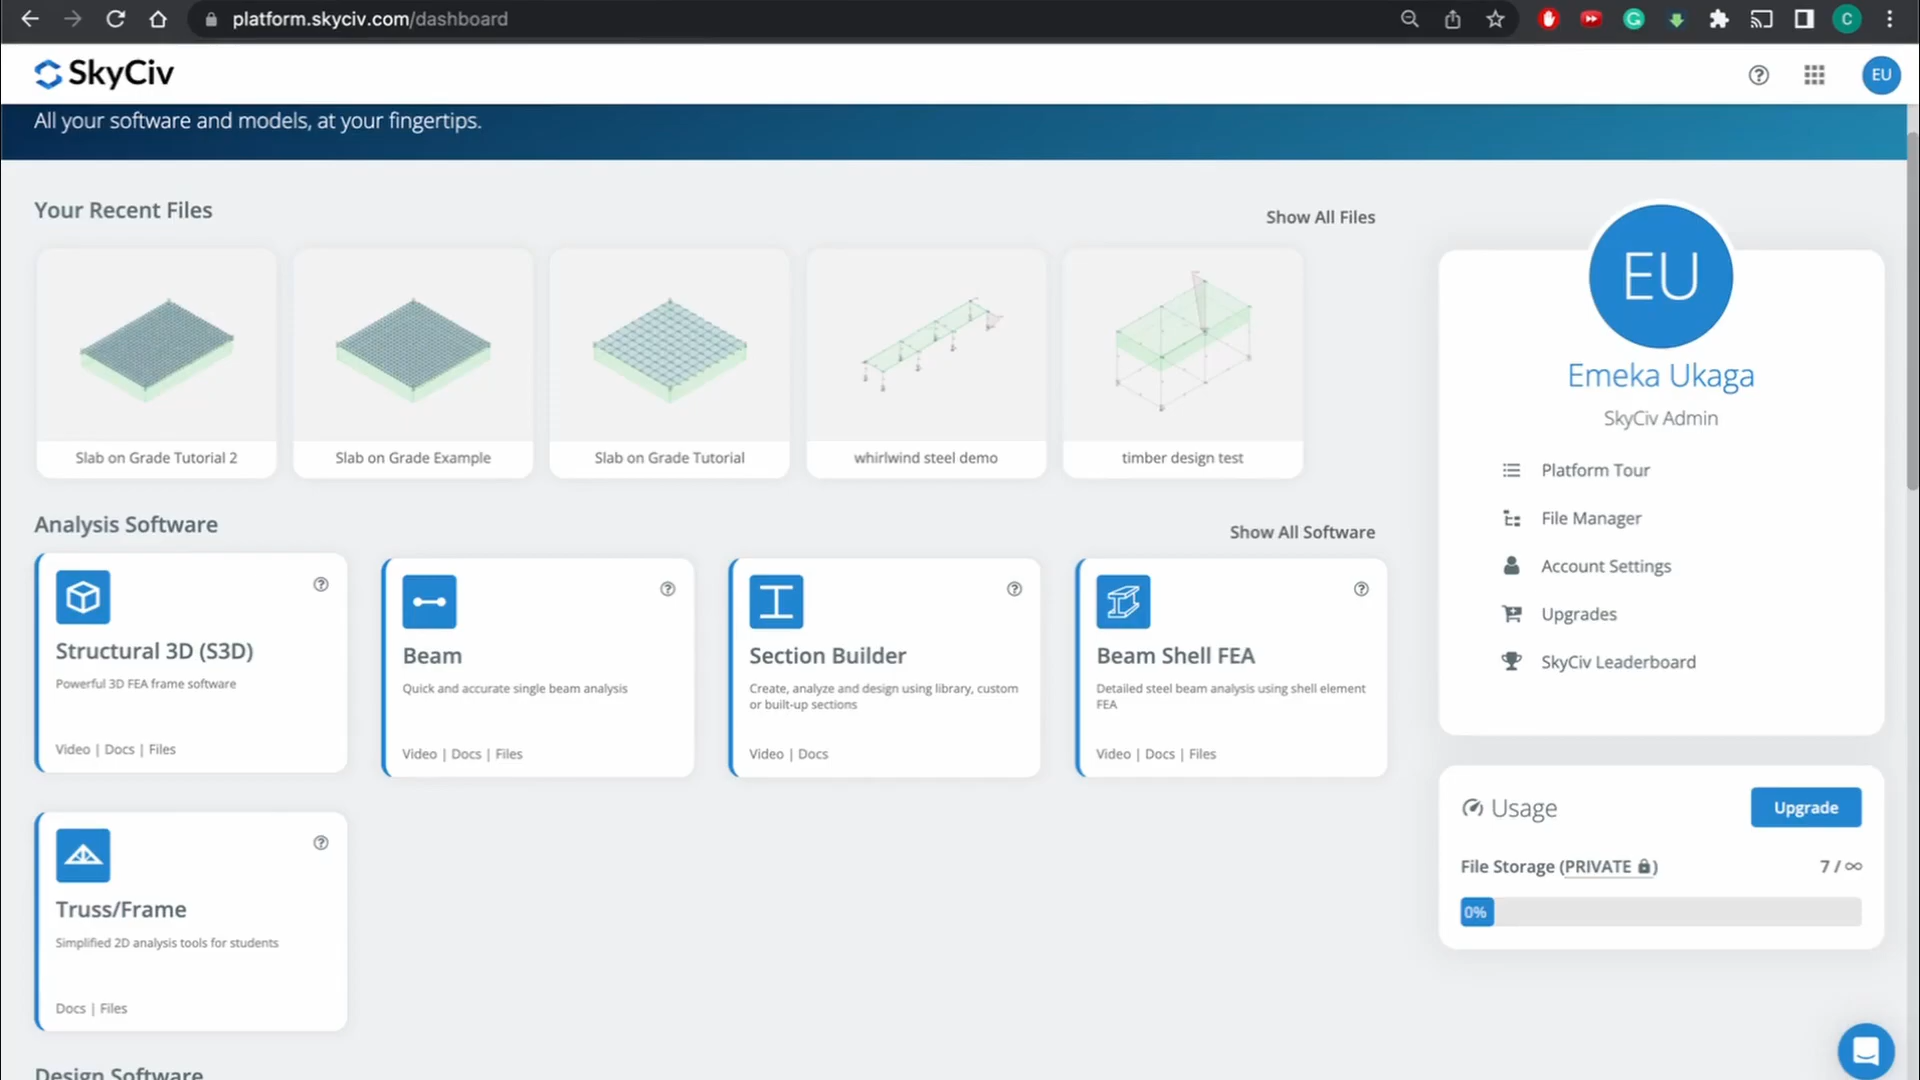 platform.skyciv.com/dashboard
C
SkyCiv
EU
All your software and models, at your fingertips.
Your Recent Files
Show All Files
Slab on Grade Tutorial 2
Slab on Grade Example
Slab on Grade Tutorial
whirlwind steel demo
timber design test
Analysis Software
Show All Software
Structural 3D (S3D)
Powerful 3D FEA frame software
Video | Docs | Files
Beam
Quick and accurate single beam analysis
Video | Docs | Files
Section Builder
Create, analyze and design using library, custom
or built-up sections
Video | Docs
Beam Shell FEA
Detailed steel beam analysis using shell element
FEA
Video | Docs | Files
Truss/Frame
Simplified 2D analysis tools for students
Docs | Files
Design Software
EU
Emeka Ukaga
SkyCiv Admin
Platform Tour
File Manager
Account Settings
Upgrades
SkyCiv Leaderboard
Usage
Upgrade
File Storage (PRIVATE)
7 / ∞
0%